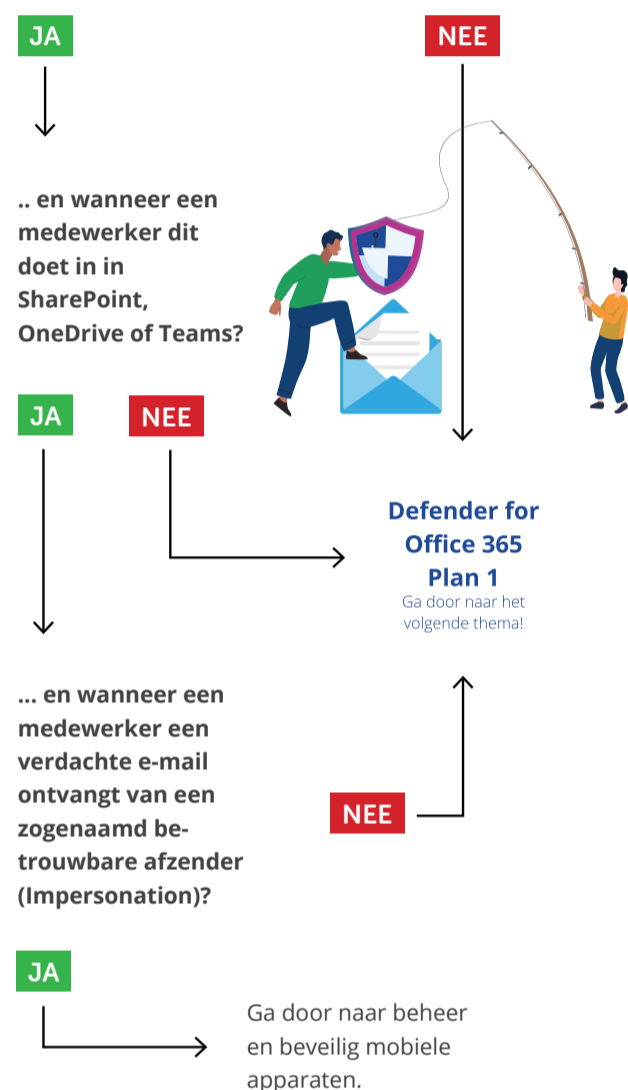 JA
NEE
.. en wanneer een
medewerker dit
doet in in
SharePoint,
OneDrive of Teams?
JA
NEE
Defender for
Office 365
Plan 1
Ga door naar het
volgende thema!
... en wanneer een
medewerker een
verdachte e-mail
ontvangt van een
zogenaamd be-
trouwbare afzender
(Impersonation)?
NEE
JA
Ga door naar beheer
en beveilig mobiele
apparaten.